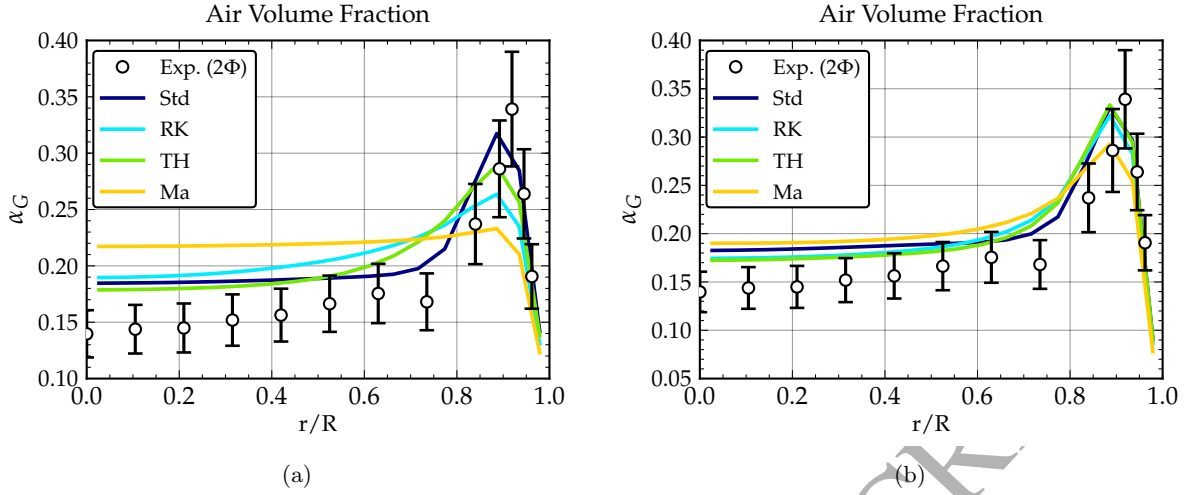 Air Volume Fraction
0.40
0.35
0.30
0.25
0.20
0.15
0.10
α_G
Exp. (2Φ)
Std
RK
TH
Ma
0.0 0.2 0.4 0.6 0.8 1.0
r/R
(a)
Air Volume Fraction
0.40
0.35
0.30
0.25
0.20
0.15
0.10
0.05
α_G
Exp. (2Φ)
Std
RK
TH
Ma
0.0 0.2 0.4 0.6 0.8 1.0
r/R
(b)